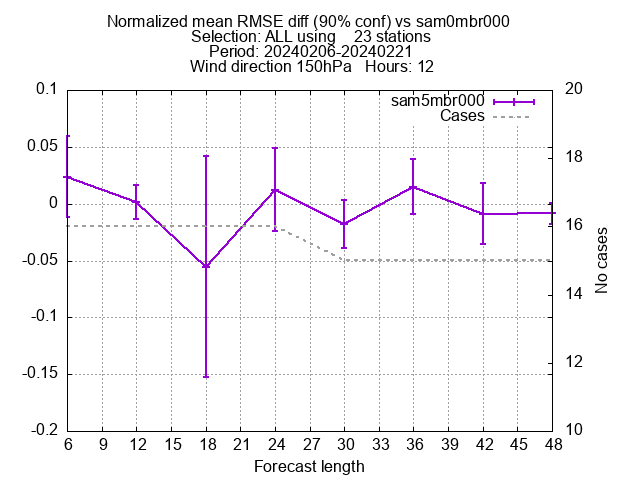 Normalized mean RMSE diff (90% conf) vs sam0mbr000
Selection: ALL using    23 stations
Period: 20240206-20240221
Wind direction 150hPa   Hours: 12
sam5mbr000
Cases
0.1
0.05
0
-0.05
-0.1
-0.15
-0.2
20
18
16
14
12
10
No cases
6 9 12 15 18 21 24 27 30 33 36 39 42 45 48
Forecast length